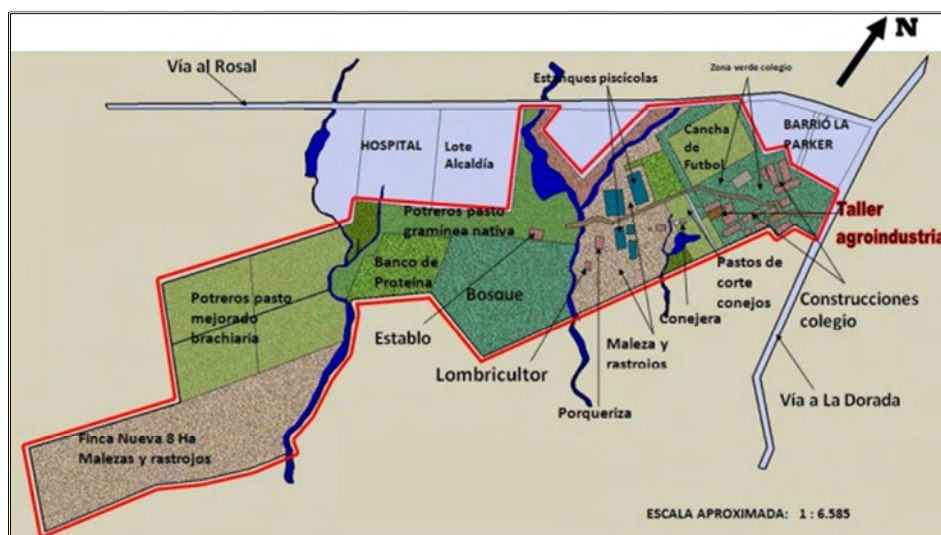 N
Vía al Rosal
Estanques piscícolas
Zona verde colegio
HOSPITAL
Lote
Alcaldía
Cancha
de
Futbol
BARRIÓ LA
PARKER
Potreros pasto
gramínea nativa
Taller
agroindustria
Banco de
Proteína
Bosque
Pastos de
corte
conejos
Potreros pasto
mejorado
brachiaria
Establo
Conejera
Construcciones
colegio
Maleza y
rastrojos
Lombricultor
Porqueriza
Vía a La Dorada
Finca Nueva 8 Ha
Malezas y rastrojos
ESCALA APROXIMADA: 1 : 6.585